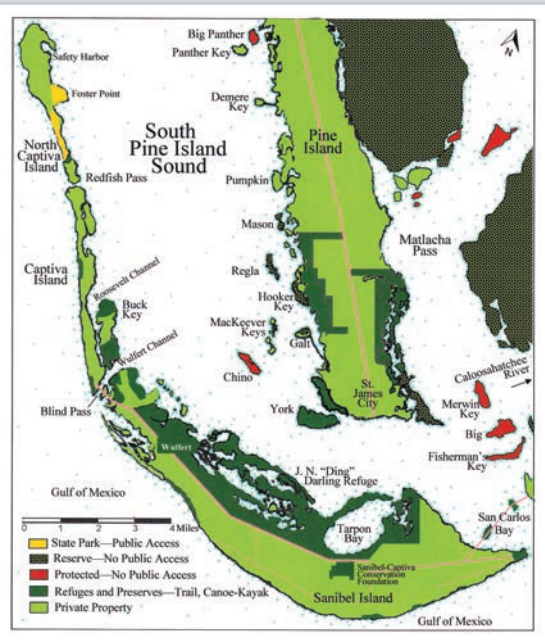 Big Panther
Panther Key
N
Safety Harbor
Foster Point
Demere
Key
South
Pine Island
Sound
Pine
Island
North
Captiva
Island
Redfish Pass
Pumpkin
Mason
Matlacha
Pass
Captiva
Island
Roosevelt Channel
Regla
Buck
Key
Hooker
Key
MacKeever
Keys
Wulfert Channel
Galt
Chino
Caloosahatchee
River
St.
James
City
Merwin
Key
Blind Pass
York
Big
Wulfert
Fisherman's
Key
J. N. "Ding"
Darling Refuge
Gulf of Mexico
San Carlos
Bay
Tarpon
Bay
0 1 2 3 4 Miles
State Park—Public Access
Reserve—No Public Access
Protected—No Public Access
Refuges and Preserves—Trail, Canoe-Kayak
Private Property
Sanibel-Captiva
Conservation
Foundation
Sanibel Island
Gulf of Mexico